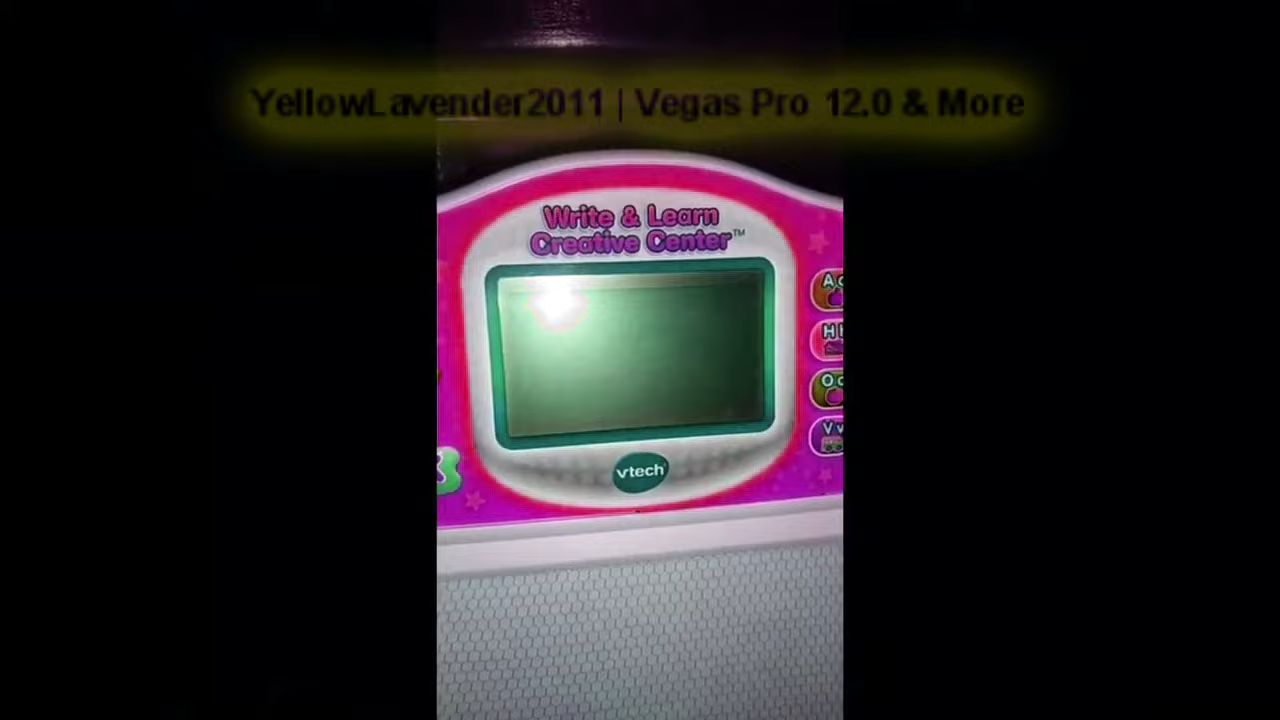 YellowLavender2011 | Vegas Pro 12.0 & More
Write & Learn
Creative Center™
A
H
O
V v
vtech